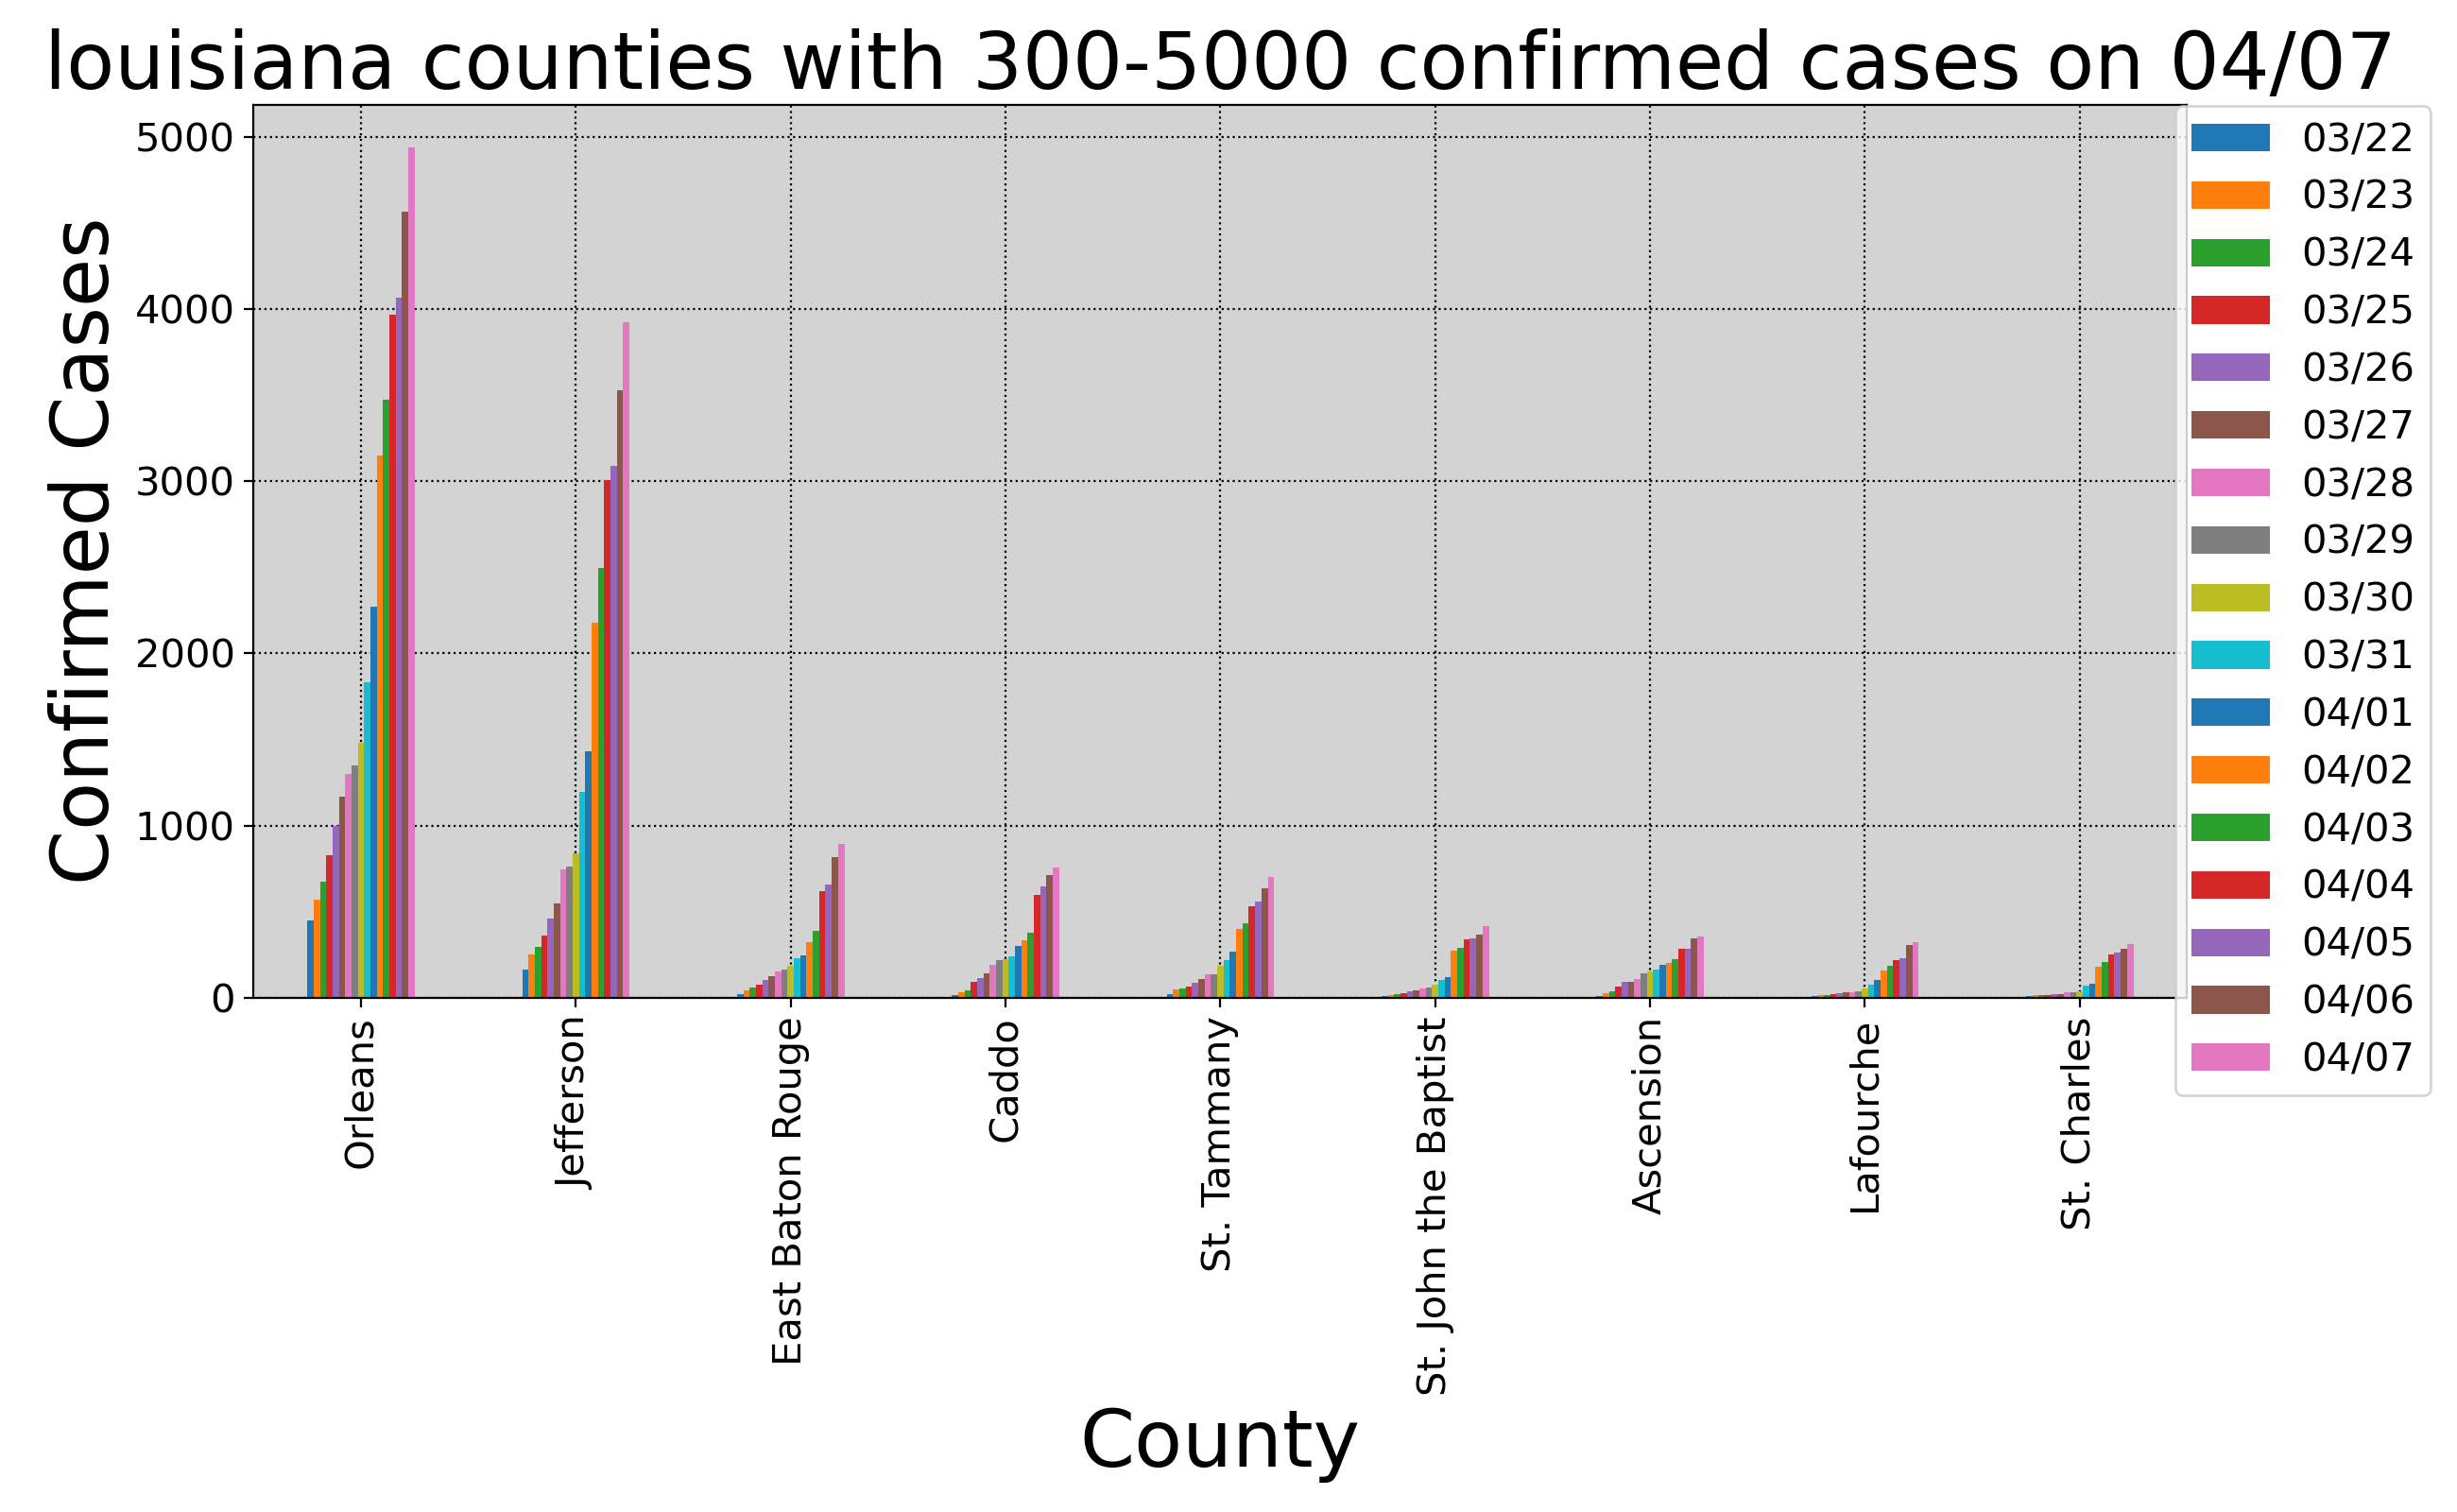 louisiana counties with 300-5000 confirmed cases on 04/07
Confirmed Cases
5000
4000
3000
2000
1000
0
Orleans
Jefferson
East Baton Rouge
Caddo
St. Tammany
St. John the Baptist
Ascension
Lafourche
St. Charles
County
03/22
03/23
03/24
03/25
03/26
03/27
03/28
03/29
03/30
03/31
04/01
04/02
04/03
04/04
04/05
04/06
04/07